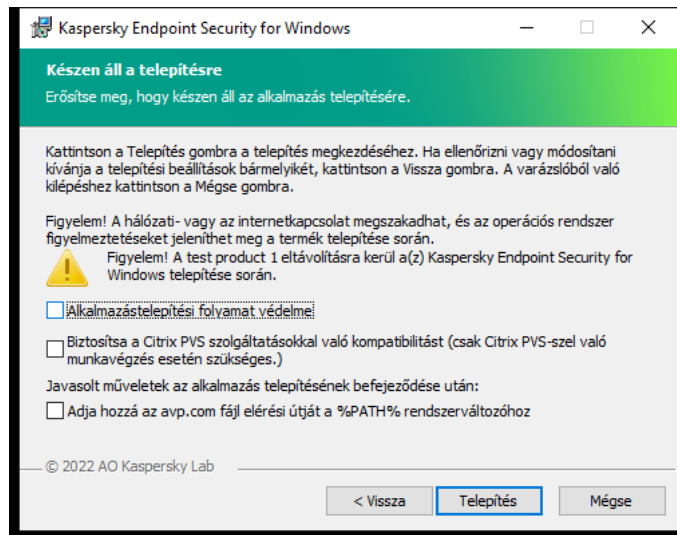 Kaspersky Endpoint Security for Windows
Készen áll a telepítésre
Erősítse meg, hogy készen áll az alkalmazás telepítésére.
Kattintson a Telepítés gombra a telepítés megkezdéséhez. Ha ellenőrizni vagy módosítani
kívánja a telepítési beállítások bármelyikét, kattintson a Vissza gombra. A varázslóból való
kilépéshez kattintson a Mégse gombra.
Figyelem! A hálózati- vagy az internetkapcsolat megszakadhat, és az operációs rendszer
figyelmeztetéseket jeleníthet meg a termék telepítése során.
Figyelem! A test product 1 eltávolításra kerül a(z) Kaspersky Endpoint Security for
Windows telepítése során.
Alkalmazástelepítési folyamat védelme
Biztosítsa a Citrix PVS szolgáltatásokkal való kompatibilitást (csak Citrix PVS-szel való
munkavégzés esetén szükséges.)
Javasolt műveletek az alkalmazás telepítésének befejeződése után:
Adja hozzá az avp.com fájl elérési útját a %PATH% rendszerváltozóhoz
© 2022 AO Kaspersky Lab
< Vissza Telepítés Mégse